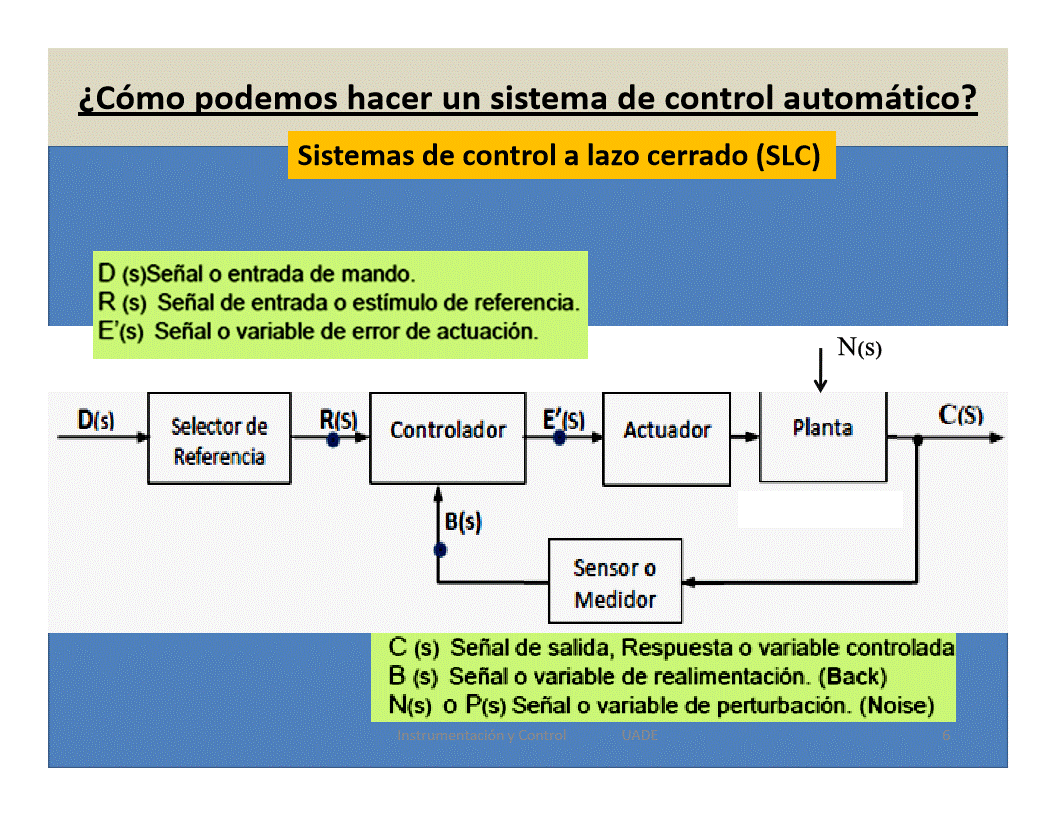 ¿Cómo podemos hacer un sistema de control automático?
Sistemas de control a lazo cerrado (SLC)
D (s)Señal o entrada de mando.
R (s) Señal de entrada o estímulo de referencia.
E'(s) Señal o variable de error de actuación.
N(s)
D(s)
Selector de
Referencia
R(S)
Controlador
E'(S)
Actuador
Planta
C(S)
B(s)
Sensor o
Medidor
C (s) Señal de salida, Respuesta o variable controlada
B (s) Señal o variable de realimentación. (Back)
N(s) o P(s) Señal o variable de perturbación. (Noise)
Instrumentación y Control UADE 6